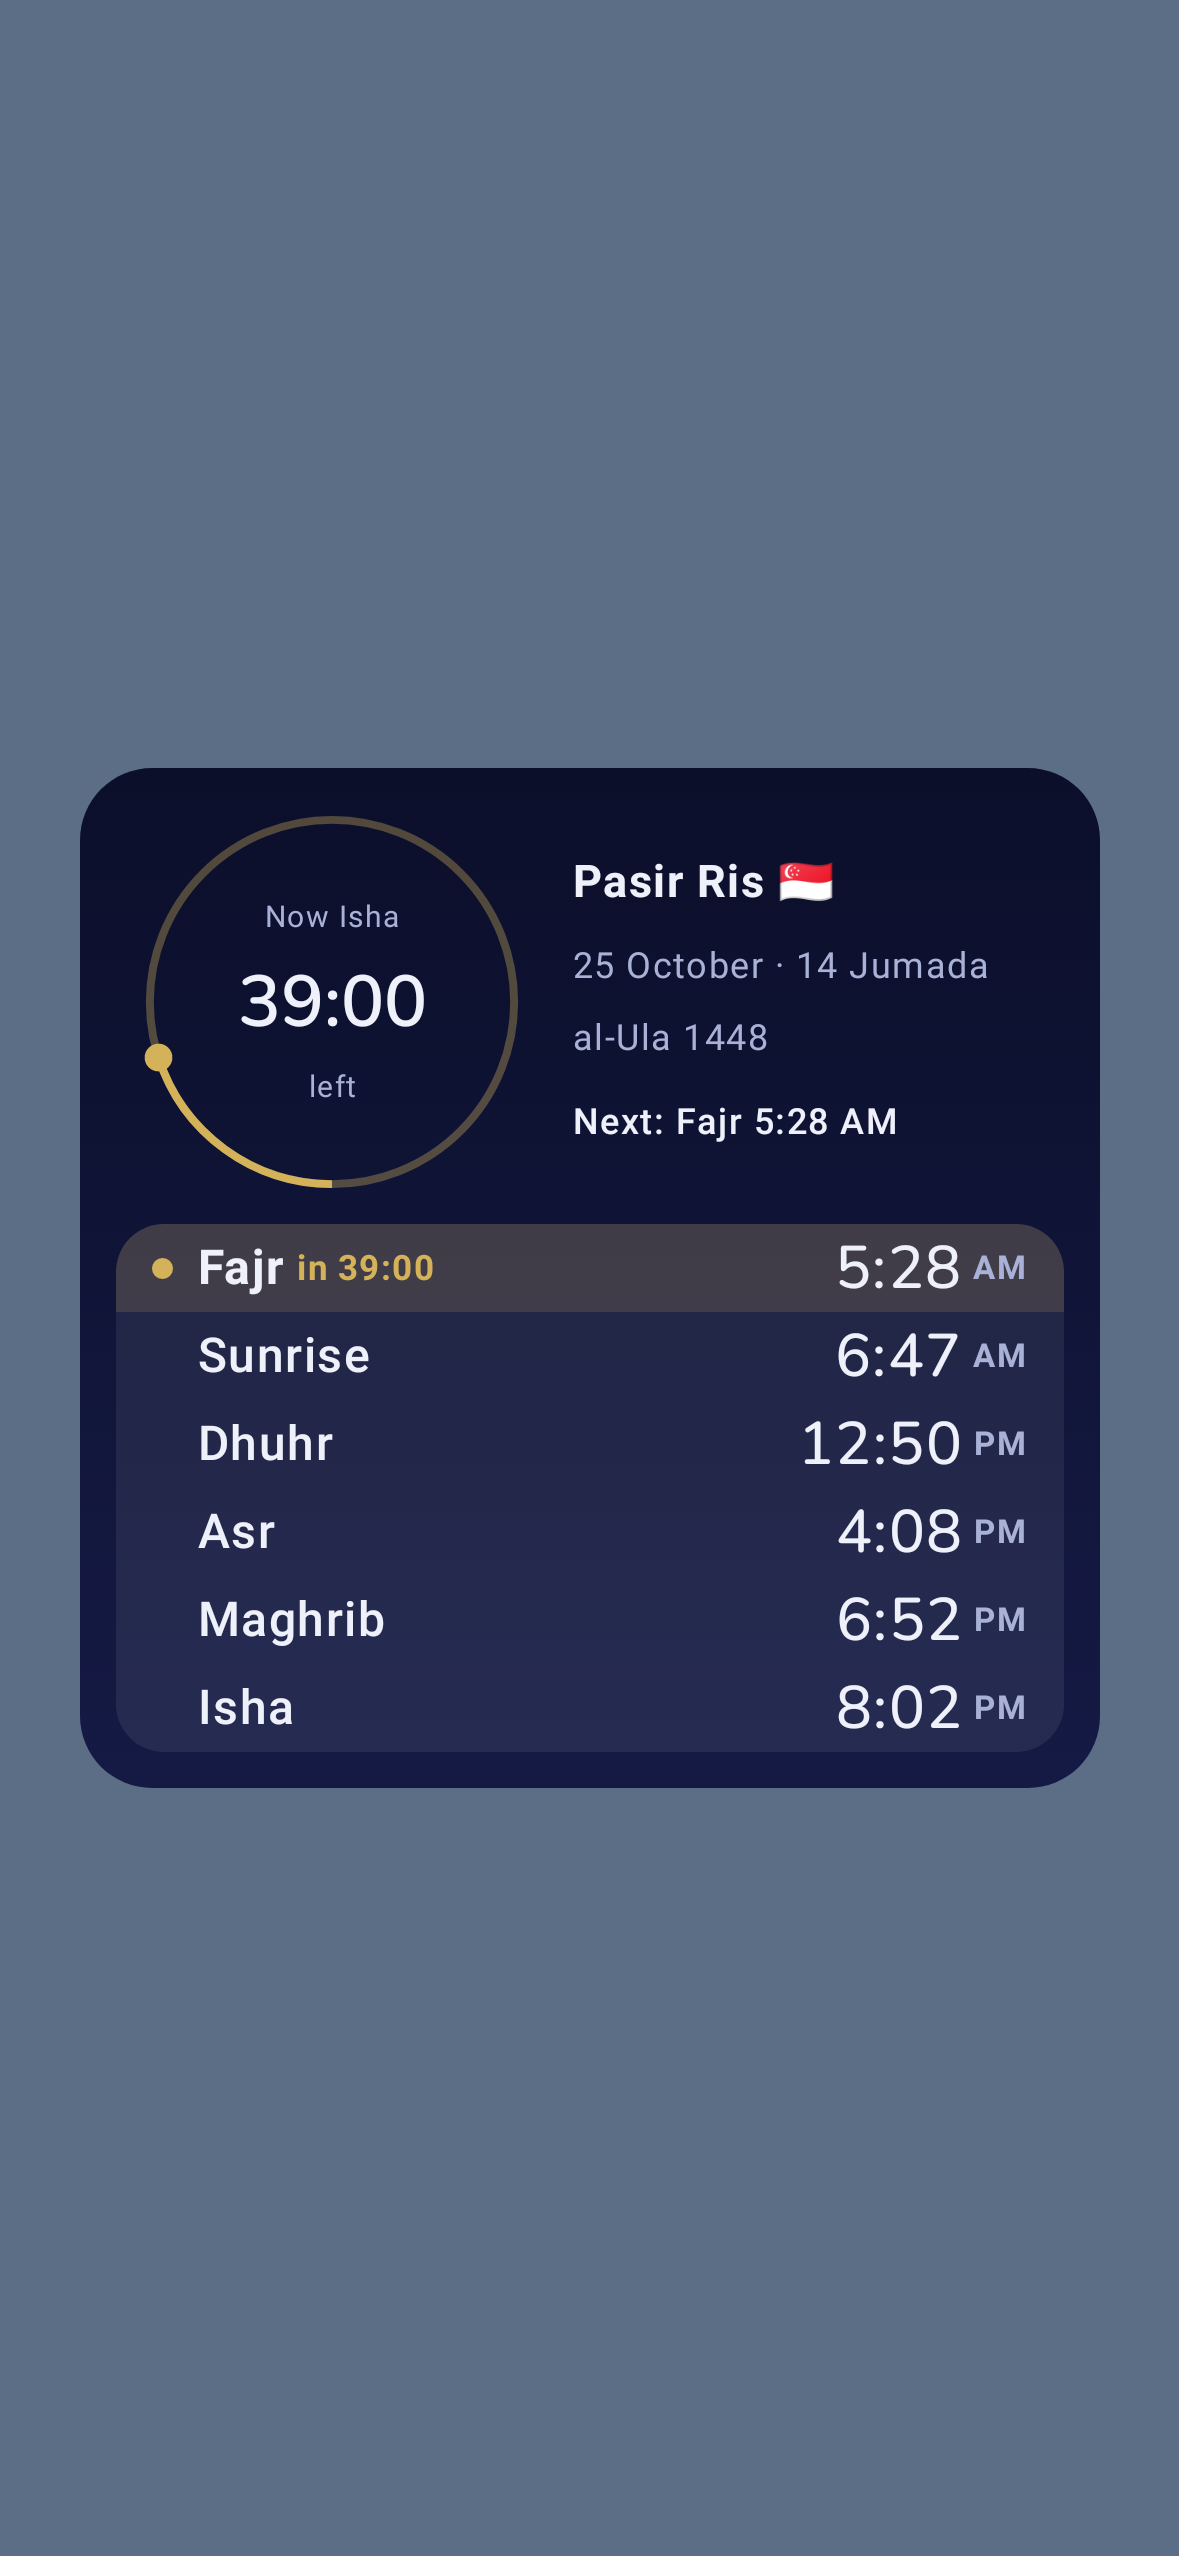 Now Isha
39:00
left
Pasir Ris 🇸🇬
25 October · 14 Jumada
al-Ula 1448
Next: Fajr 5:28 AM
Fajr in 39:00 5:28 AM
Sunrise 6:47 AM
Dhuhr 12:50 PM
Asr 4:08 PM
Maghrib 6:52 PM
Isha 8:02 PM